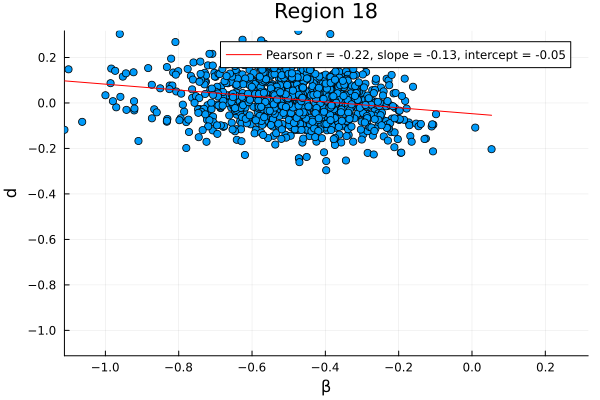 Region 18
Pearson r = -0.22, slope = -0.13, intercept = -0.05
0.2
0.0
−0.2
−0.4
−0.6
−0.8
−1.0
d
−1.0 −0.8 −0.6 −0.4 −0.2 0.0 0.2
β